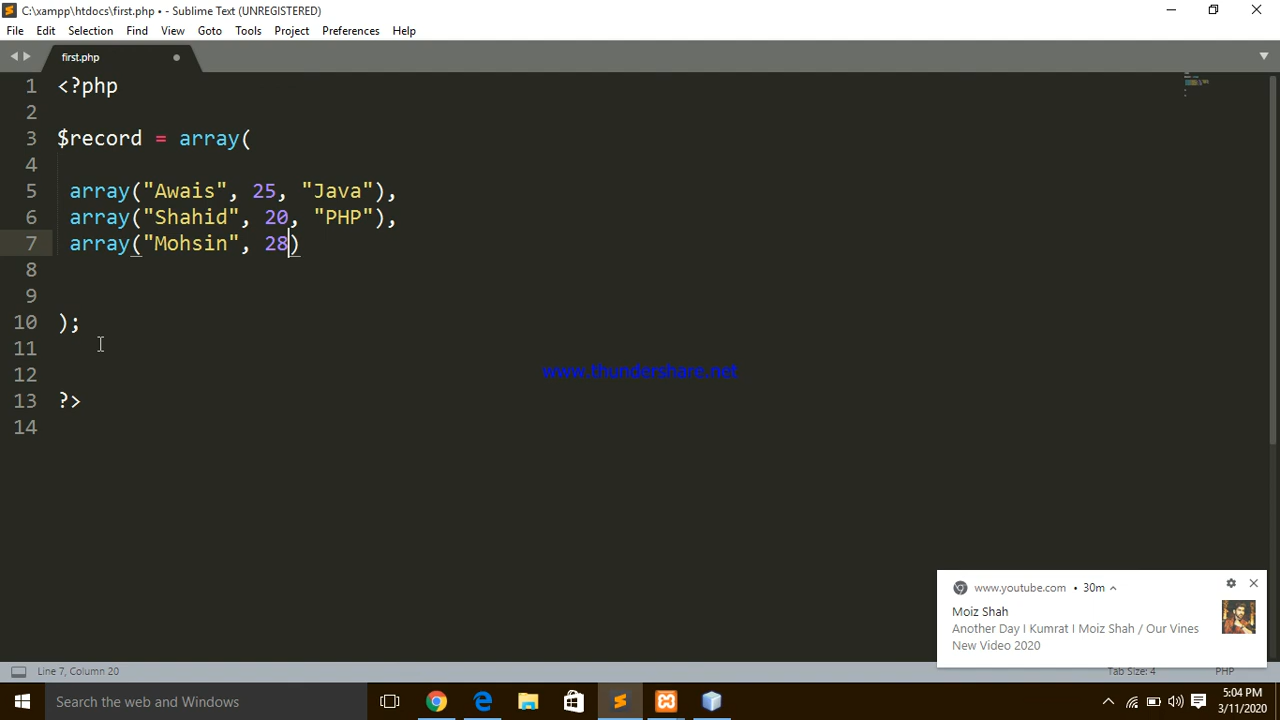 C:\xampp\htdocs\first.php • - Sublime Text (UNREGISTERED)
File Edit Selection Find View Goto Tools Project Preferences Help
first.php
1 <?php
2
3 $record = array(
4
5 array("Awais", 25, "Java"),
6 array("Shahid", 20, "PHP"),
7 array("Mohsin", 28)
8
9
10 );
11
www.thundershare.net
12
13 ?>
14
www.youtube.com • 30m
Moiz Shah
Another Day I Kumrat I Moiz Shah / Our Vines
New Video 2020
Line 7, Column 20
Tab Size: 4
PHP
Search the web and Windows
5:04 PM
3/11/2020